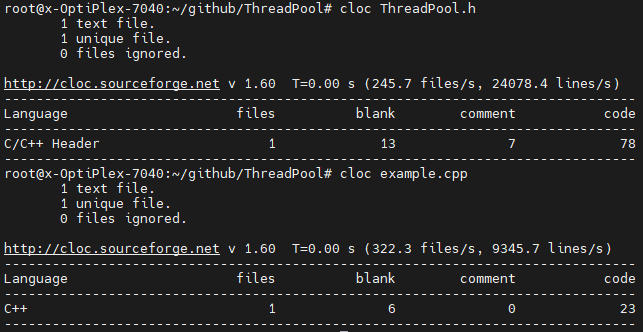 root@x-OptiPlex-7040:~/github/ThreadPool# cloc ThreadPool.h
       1 text file.
       1 unique file.
       0 files ignored.
http://cloc.sourceforge.net v 1.60  T=0.00 s (245.7 files/s, 24078.4 lines/s)
-------------------------------------------------------------------------------
Language                     files          blank        comment           code
-------------------------------------------------------------------------------
C/C++ Header                     1             13              7             78
-------------------------------------------------------------------------------
root@x-OptiPlex-7040:~/github/ThreadPool# cloc example.cpp
       1 text file.
       1 unique file.
       0 files ignored.
http://cloc.sourceforge.net v 1.60  T=0.00 s (322.3 files/s, 9345.7 lines/s)
-------------------------------------------------------------------------------
Language                     files          blank        comment           code
-------------------------------------------------------------------------------
C++                              1              6              0             23
-------------------------------------------------------------------------------